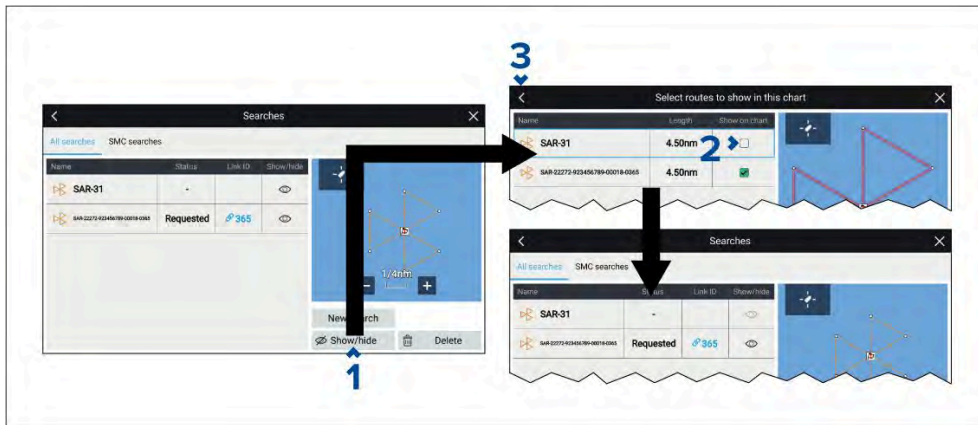 Searches
All searches SMC searches
Name Status Link ID Show/hide
SAR-31 -
SAR-22272-923456789-00018-0365 Requested 365
1/4nm
Show/hide Delete
1
3
Select routes to show in this chart
Name Length Show on chart
SAR-31 4.50nm
2
SAR-22272-923456789-00018-0365 4.50nm
Searches
All searches SMC searches
Name Link ID Show/hide
SAR-31 -
SAR-22272-923456789-00018-0365 Requested 365